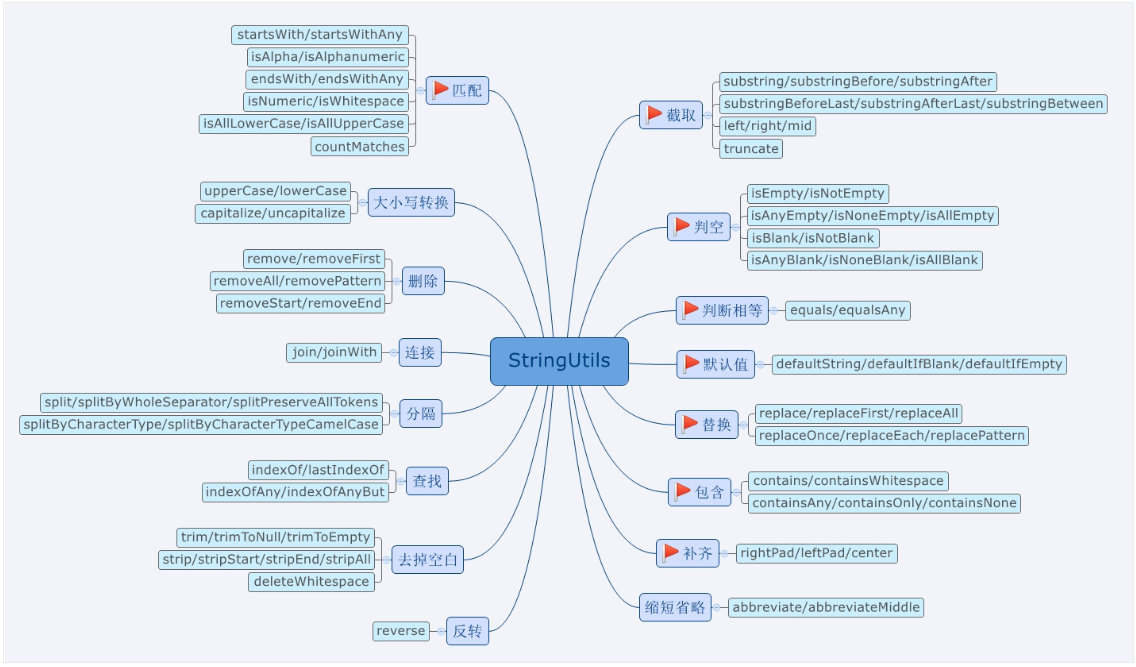 StringUtils
匹配
startsWith/startsWithAny
isAlpha/isAlphanumeric
endsWith/endsWithAny
isNumeric/isWhitespace
isAllLowerCase/isAllUpperCase
countMatches
大小写转换
upperCase/lowerCase
capitalize/uncapitalize
删除
remove/removeFirst
removeAll/removePattern
removeStart/removeEnd
连接
join/joinWith
分隔
split/splitByWholeSeparator/splitPreserveAllTokens
splitByCharacterType/splitByCharacterTypeCamelCase
查找
indexOf/lastIndexOf
indexOfAny/indexOfAnyBut
去掉空白
trim/trimToNull/trimToEmpty
strip/stripStart/stripEnd/stripAll
deleteWhitespace
反转
reverse
截取
substring/substringBefore/substringAfter
substringBeforeLast/substringAfterLast/substringBetween
left/right/mid
truncate
判空
isEmpty/isNotEmpty
isAnyEmpty/isNoneEmpty/isAllEmpty
isBlank/isNotBlank
isAnyBlank/isNoneBlank/isAllBlank
判断相等
equals/equalsAny
默认值
defaultString/defaultIfBlank/defaultIfEmpty
替换
replace/replaceFirst/replaceAll
replaceOnce/replaceEach/replacePattern
包含
contains/containsWhitespace
containsAny/containsOnly/containsNone
补齐
rightPad/leftPad/center
缩短省略
abbreviate/abbreviateMiddle